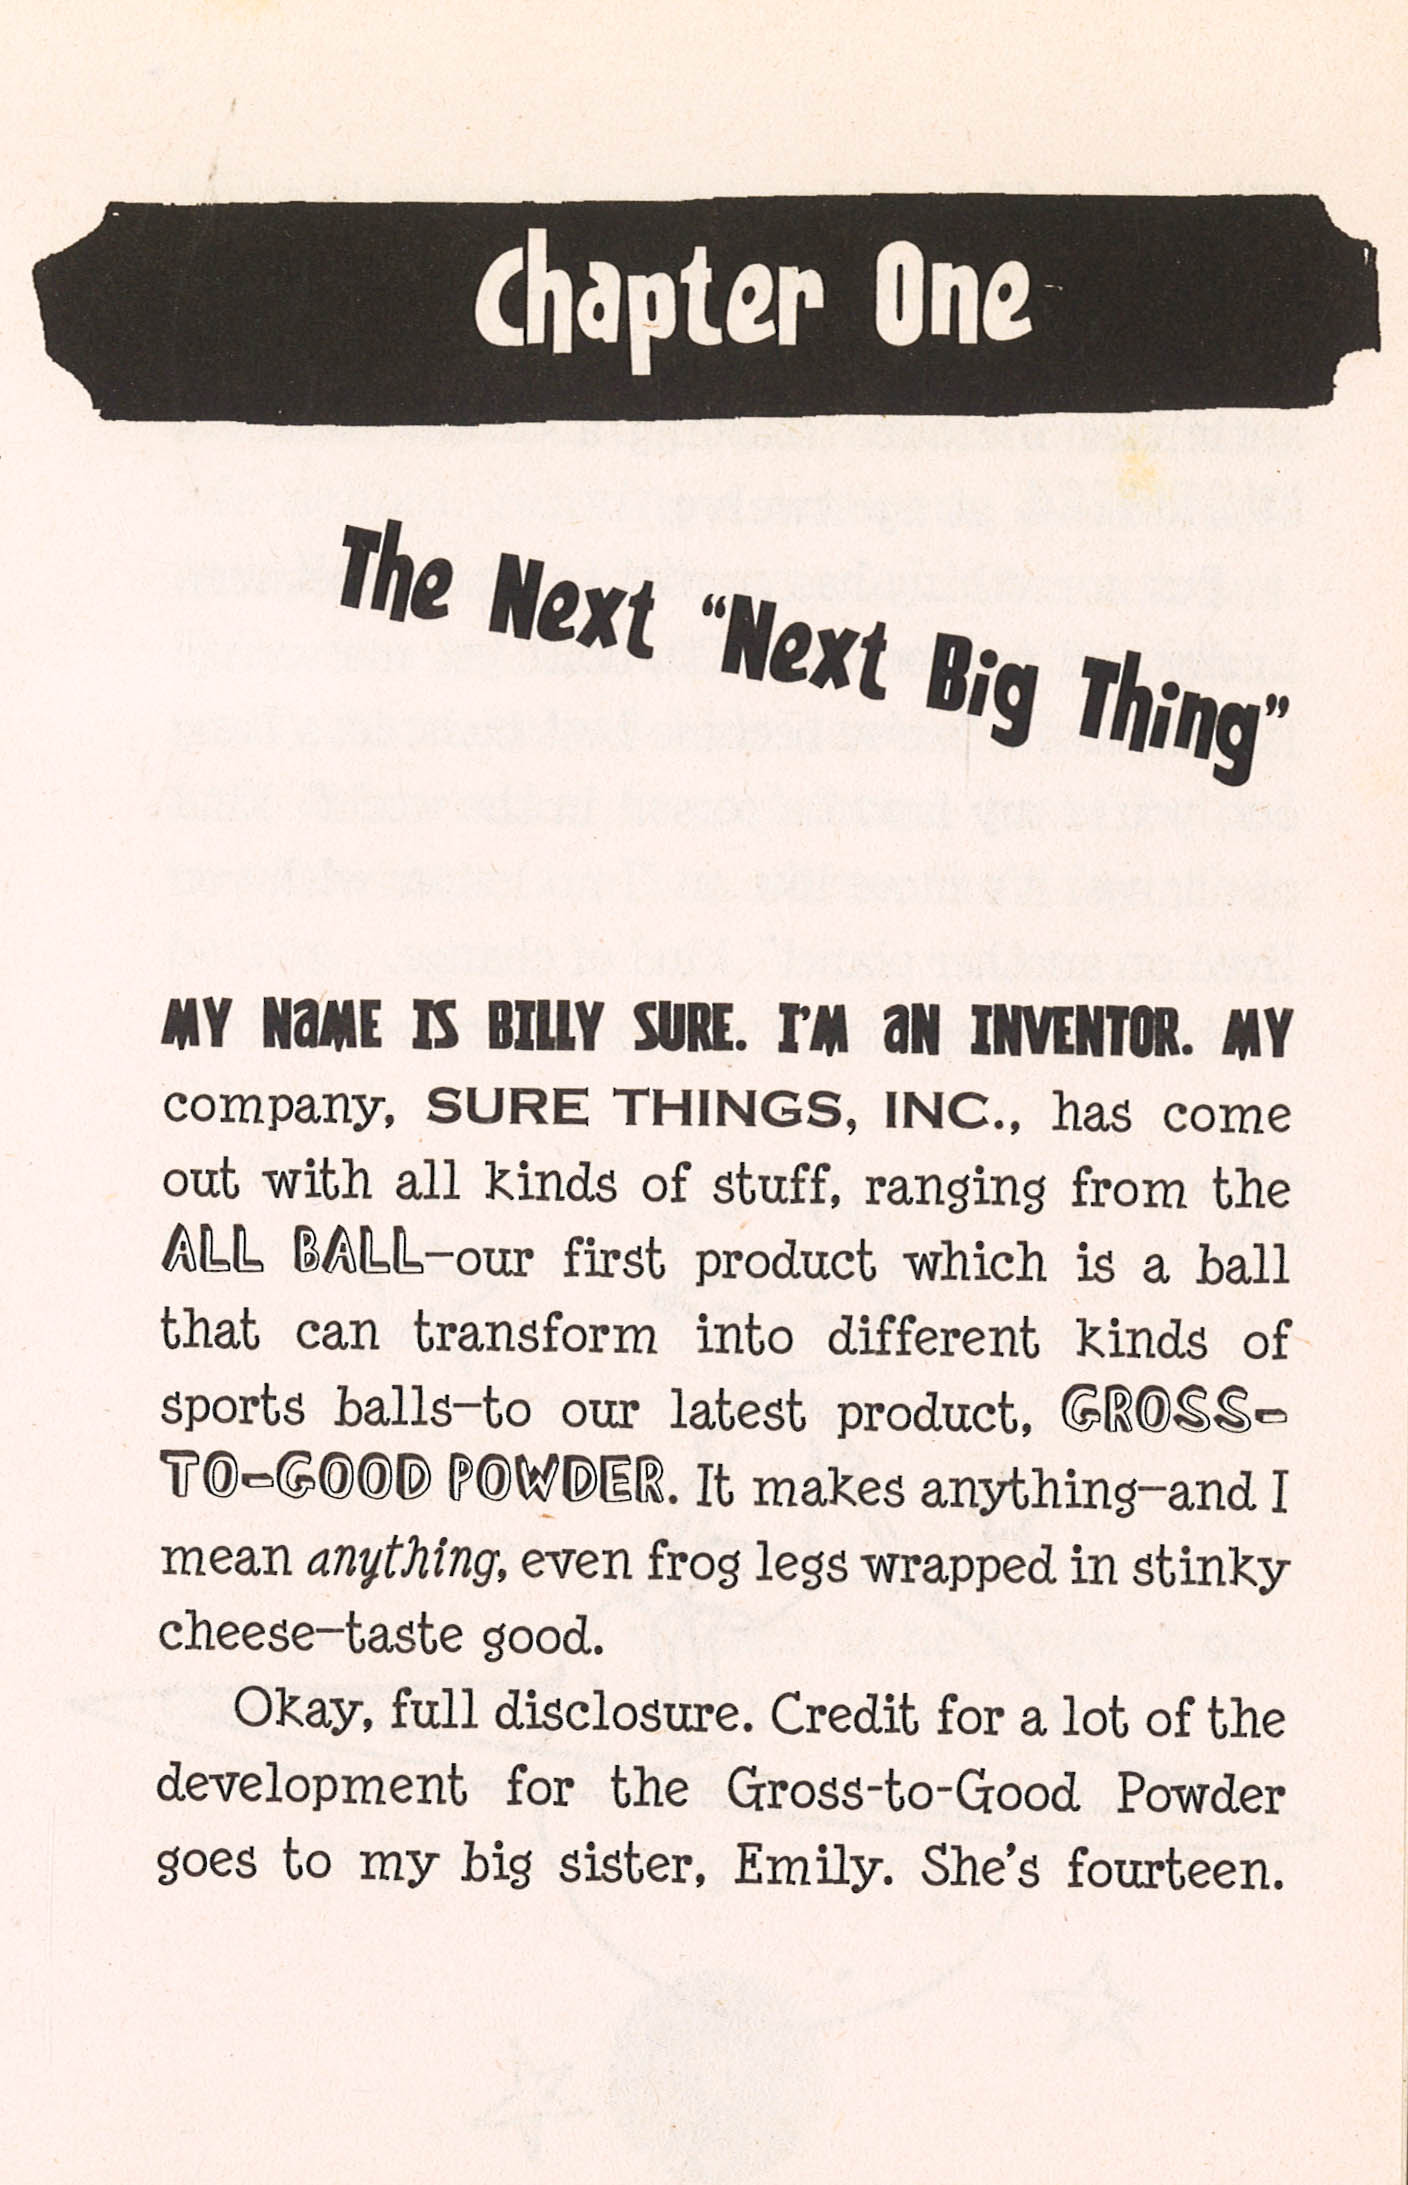 Chapter One
The Next “Next Big Thing”
MY NaME IS BILLY SURE. I’M aN INVENTOR. MY
company, SURE THINGS, INC., has come
out with all kinds of stuff, ranging from the
ALL BALL—our first product which is a ball
that can transform into different kinds of
sports balls—to our latest product, GROSS-
TO-GOOD POWDER. It makes anything—and I
mean anything, even frog legs wrapped in stinky
cheese—taste good.
Okay, full disclosure. Credit for a lot of the
development for the Gross-to-Good Powder
goes to my big sister, Emily. She’s fourteen.